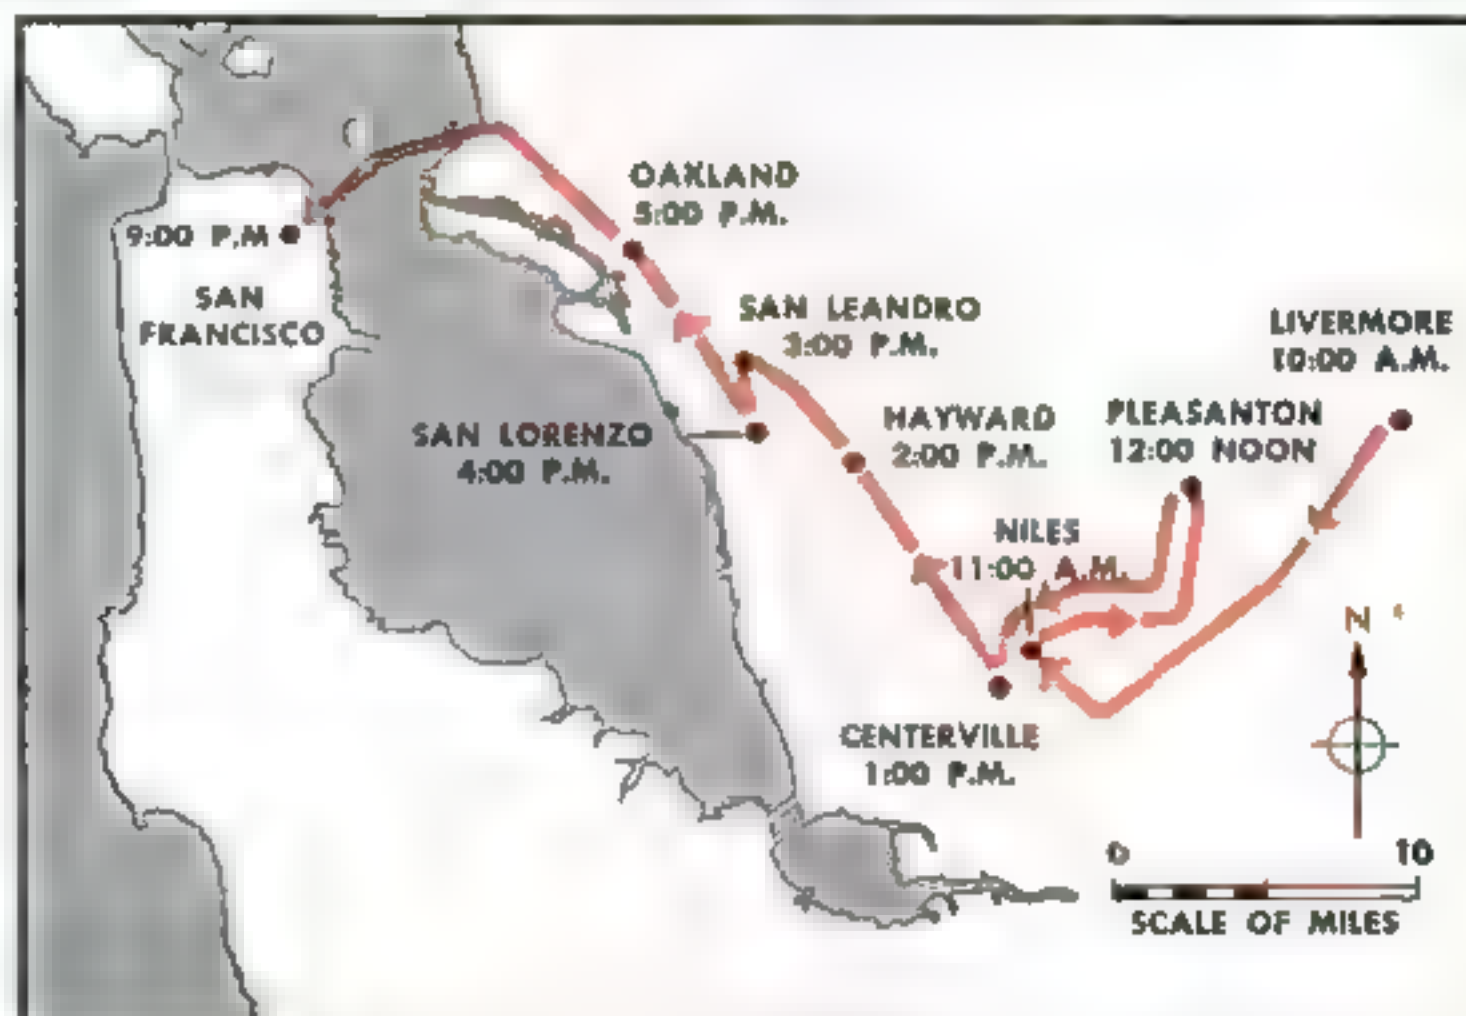 OAKLAND
5:00 P.M.
9:00 P.M
SAN
FRANCISCO
SAN LEANDRO
3:00 P.M.
LIVERMORE
10:00 A.M.
SAN LORENZO
4:00 P.M.
HAYWARD
2:00 P.M.
PLEASANTON
12:00 NOON
NILES
11:00 A.M.
N
CENTERVILLE
1:00 P.M.
0 10
SCALE OF MILES